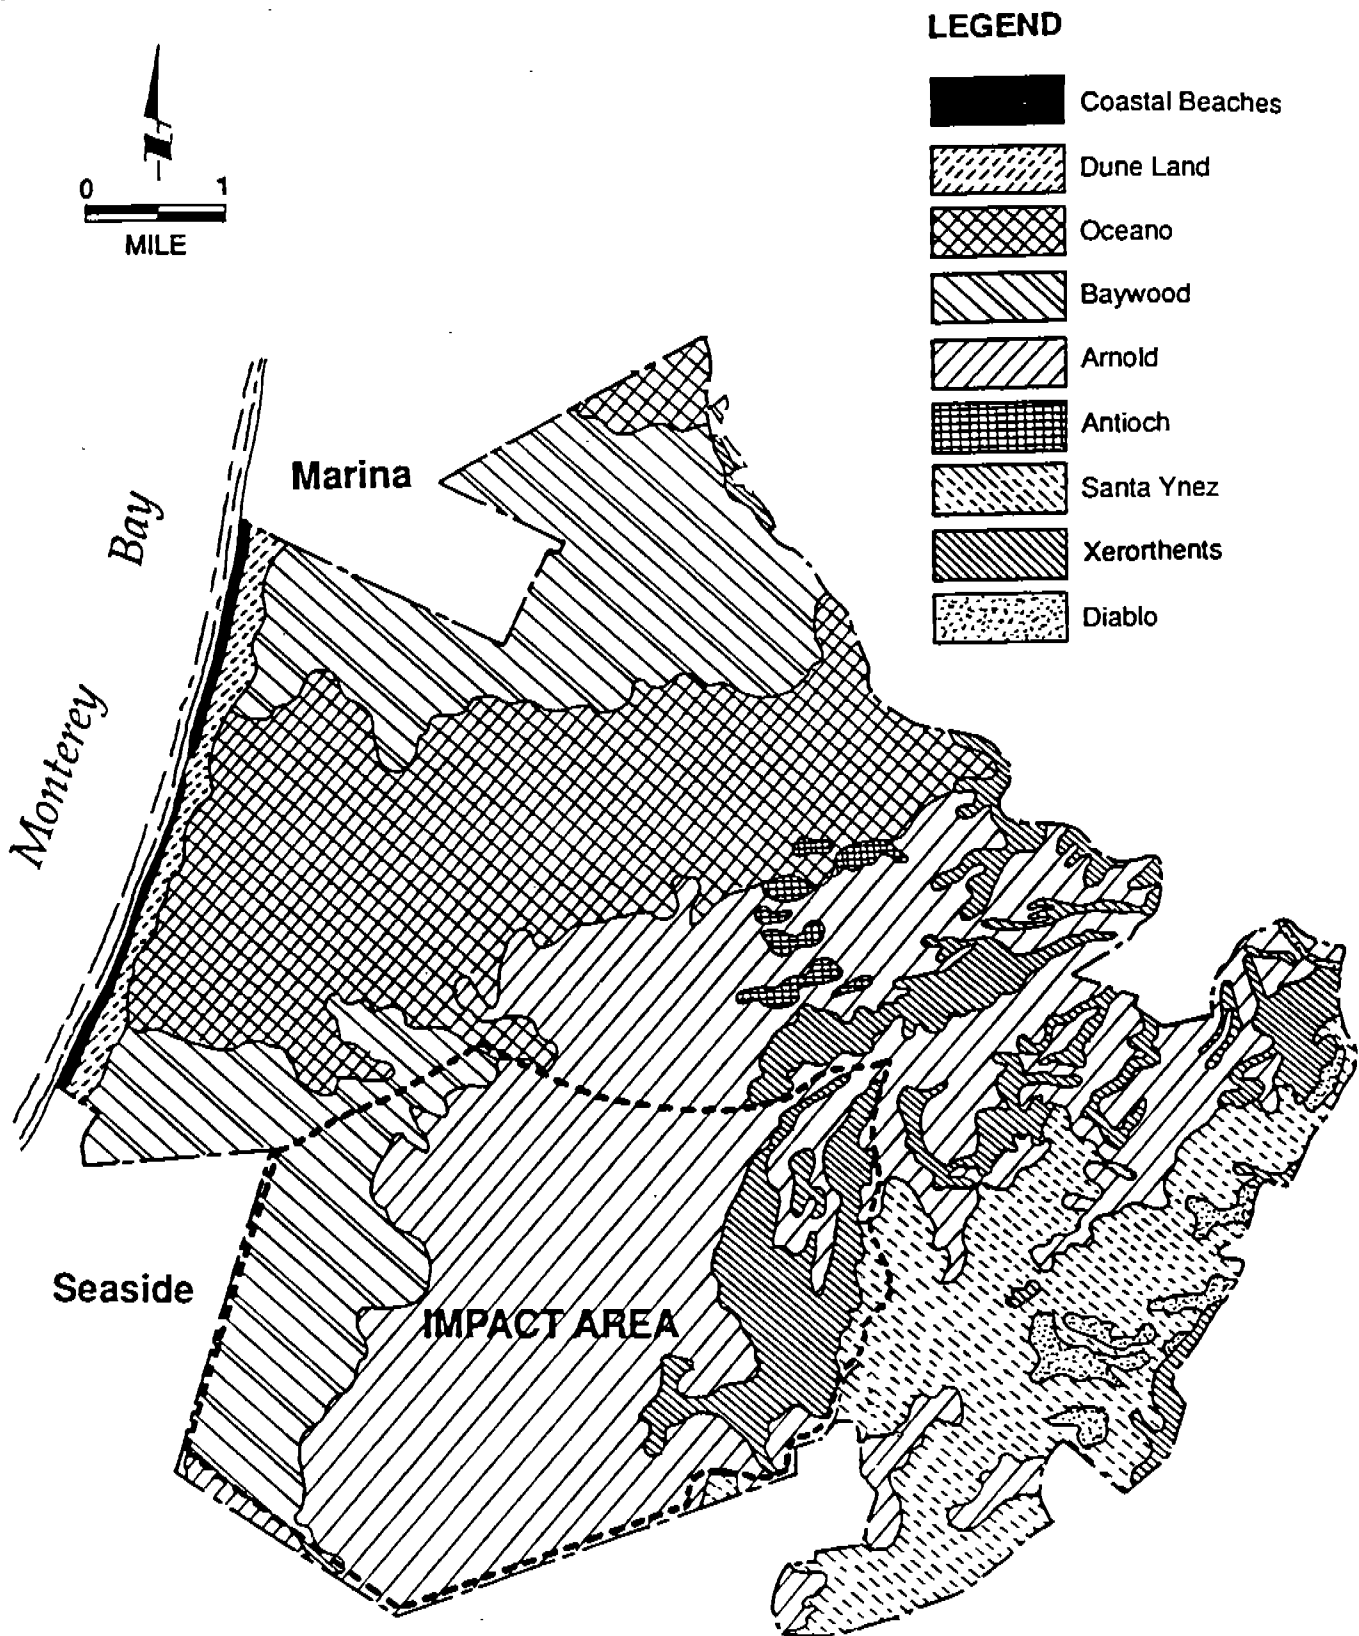 LEGEND
Coastal Beaches
Dune Land
Oceano
Baywood
Arnold
Antioch
Santa Ynez
Xerorthents
Diablo
N
0 1
MILE
Marina
Monterey Bay
Seaside
IMPACT AREA